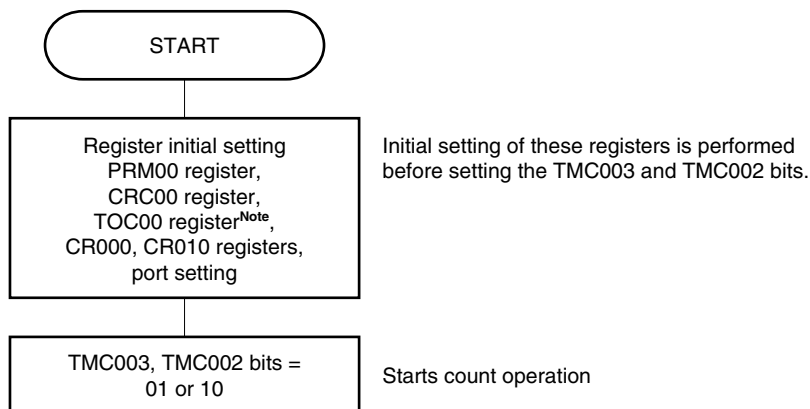 START
Register initial setting
PRM00 register,
CRC00 register,
TOC00 registerNote,
CR000, CR010 registers,
port setting
Initial setting of these registers is performed
before setting the TMC003 and TMC002 bits.
TMC003, TMC002 bits =
01 or 10
Starts count operation